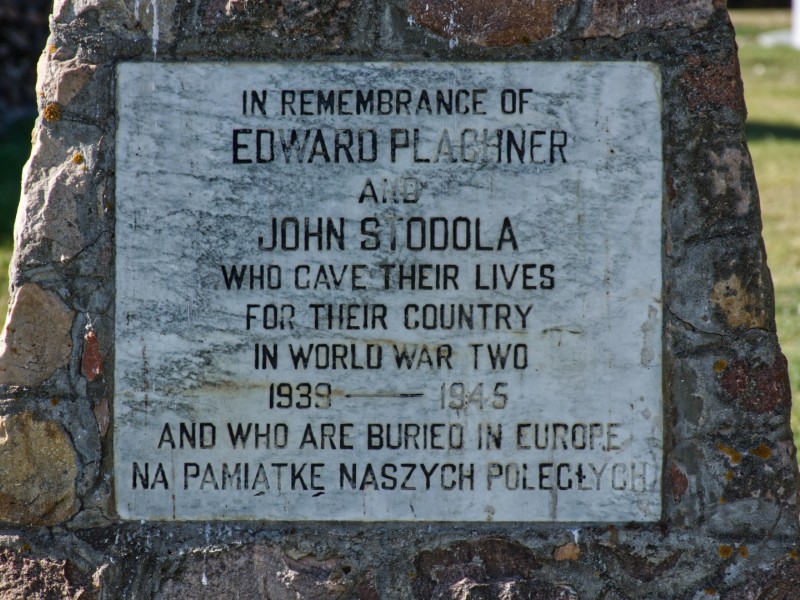 IN REMEMBRANCE OF
EDWARD PLACHNER
AND
JOHN STODOLA
WHO GAVE THEIR LIVES
FOR THEIR COUNTRY
IN WORLD WAR TWO
1939 — 1945
AND WHO ARE BURIED IN EUROPE
NA PAMIĄTKĘ NASZYCH POLEGŁYCH